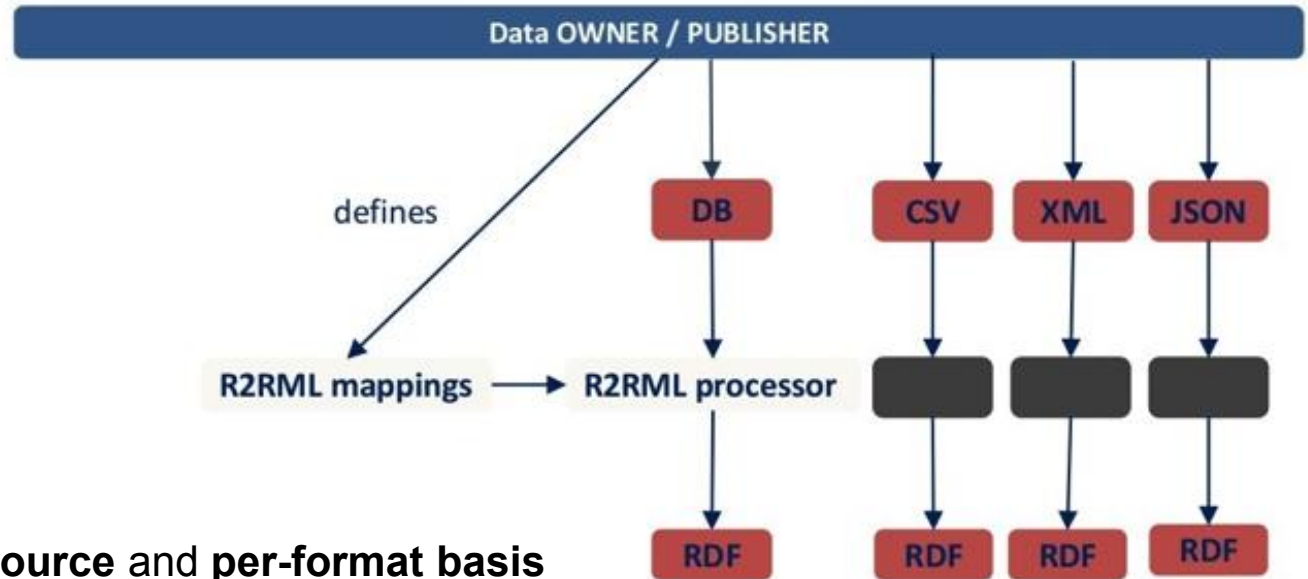 Data OWNER / PUBLISHER
defines
DB
CSV
XML
JSON
R2RML mappings
R2RML processor
RDF
RDF
RDF
RDF
and per-format basis